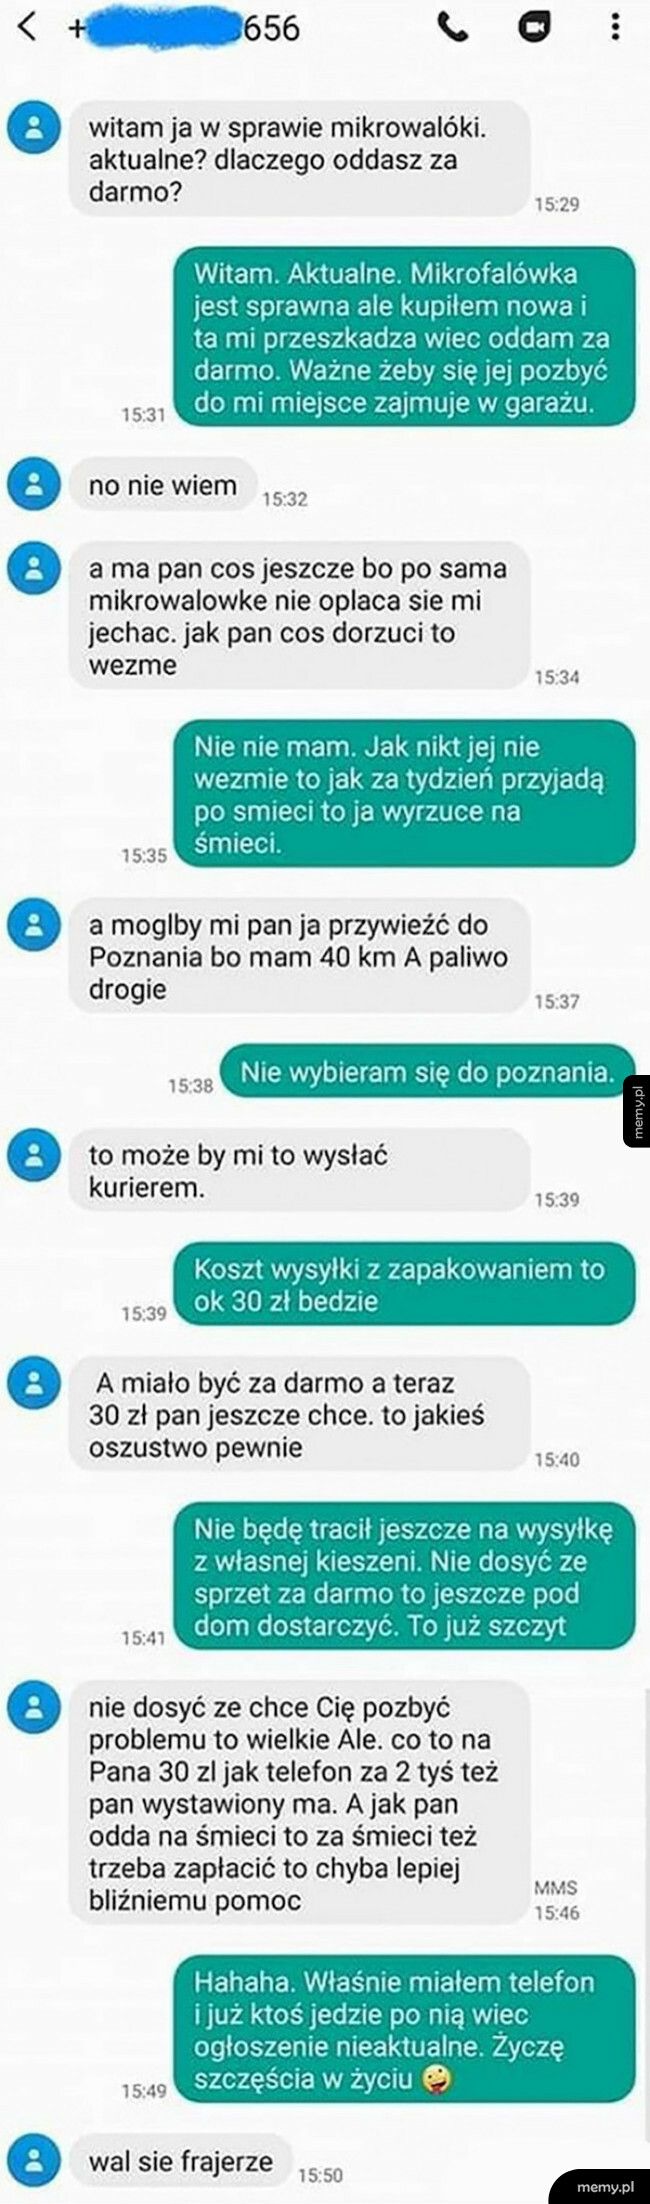 + 656
witam ja w sprawie mikrowalóki.
aktualne? dlaczego oddasz za
darmo?
15:29
Witam. Aktualne. Mikrofalówka
jest sprawna ale kupiłem nowa i
ta mi przeszkadza wiec oddam za
darmo. Ważne żeby się jej pozbyć
do mi miejsce zajmuje w garażu.
15:31
no nie wiem
15:32
a ma pan cos jeszcze bo po sama
mikrowalowke nie oplaca sie mi
jechac. jak pan cos dorzuci to
wezme
15:34
Nie nie mam. Jak nikt jej nie
wezmie to jak za tydzień przyjadą
po smieci to ja wyrzuce na
śmieci.
15:35
a moglby mi pan ja przywieźć do
Poznania bo mam 40 km A paliwo
drogie
15:37
Nie wybieram się do poznania.
15:38
memy.pl
to może by mi to wysłać
kurierem.
15:39
Koszt wysyłki z zapakowaniem to
ok 30 zł bedzie
15:39
A miało być za darmo a teraz
30 zł pan jeszcze chce. to jakieś
oszustwo pewnie
15:40
Nie będę tracił jeszcze na wysyłkę
z własnej kieszeni. Nie dosyć ze
sprzet za darmo to jeszcze pod
dom dostarczyć. To już szczyt
15:41
nie dosyć ze chce Cię pozbyć
problemu to wielkie Ale. co to na
Pana 30 zl jak telefon za 2 tyś też
pan wystawiony ma. A jak pan
odda na śmieci to za śmieci też
trzeba zapłacić to chyba lepiej
bliźniemu pomoc
MMS
15:46
Hahaha. Właśnie miałem telefon
i już ktoś jedzie po nią wiec
ogłoszenie nieaktualne. Życzę
szczęścia w życiu 🤪
15:49
wal sie frajerze
15:50
memy.pl